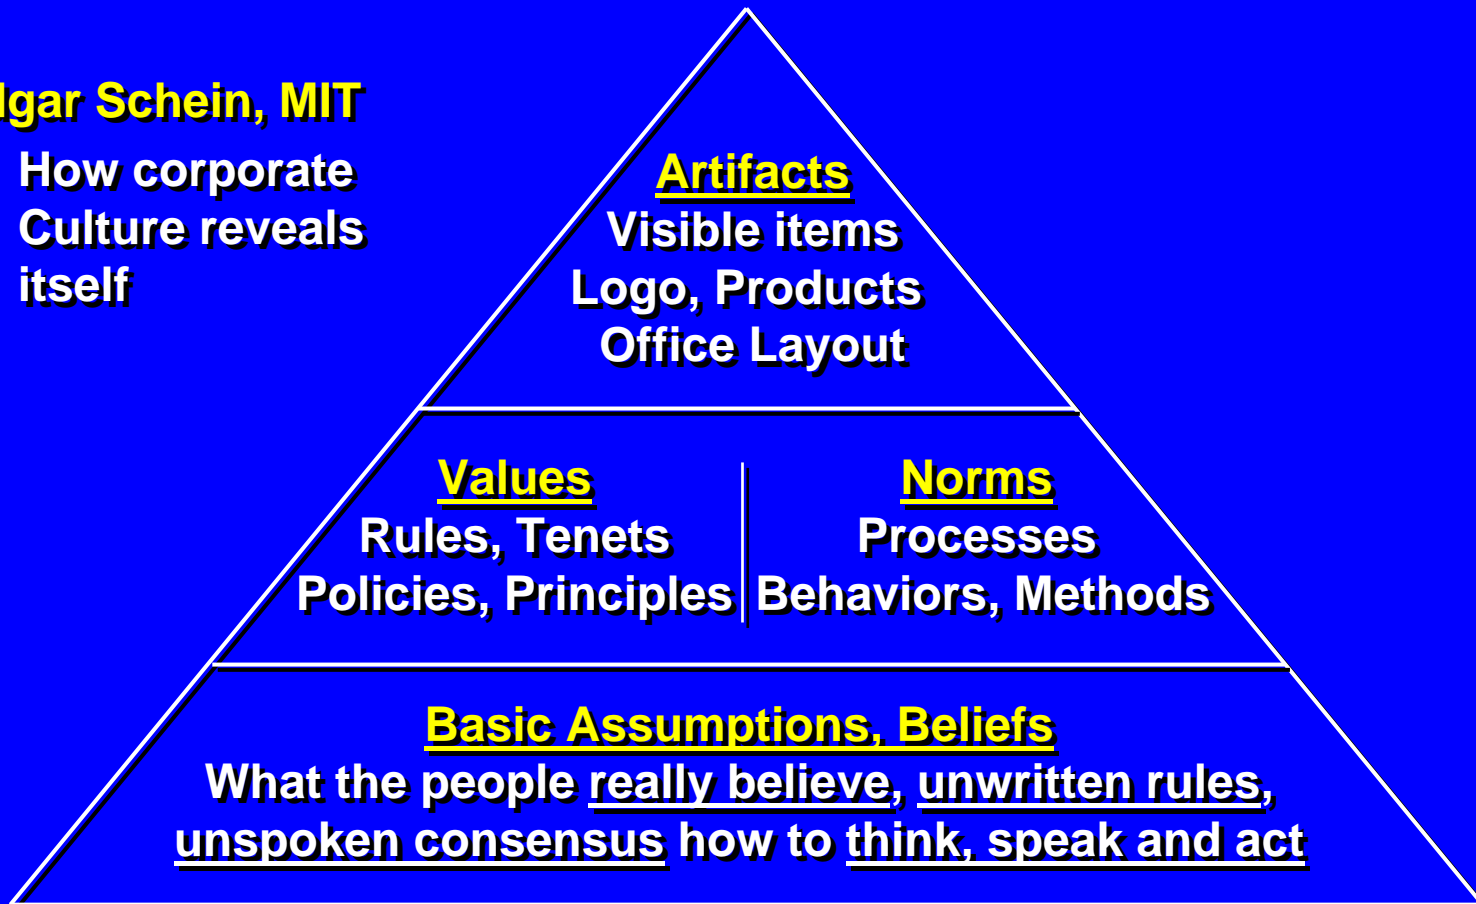 lgar Schein, MIT
How corporate
Culture reveals
itself
Artifacts
Visible items
Logo, Products
Office Layout
Values
Rules, Tenets
Policies, Principles
Norms
Processes
Behaviors, Methods
Basic Assumptions, Beliefs
What the people really believe, unwritten rules,
unspoken consensus how to think, speak and act